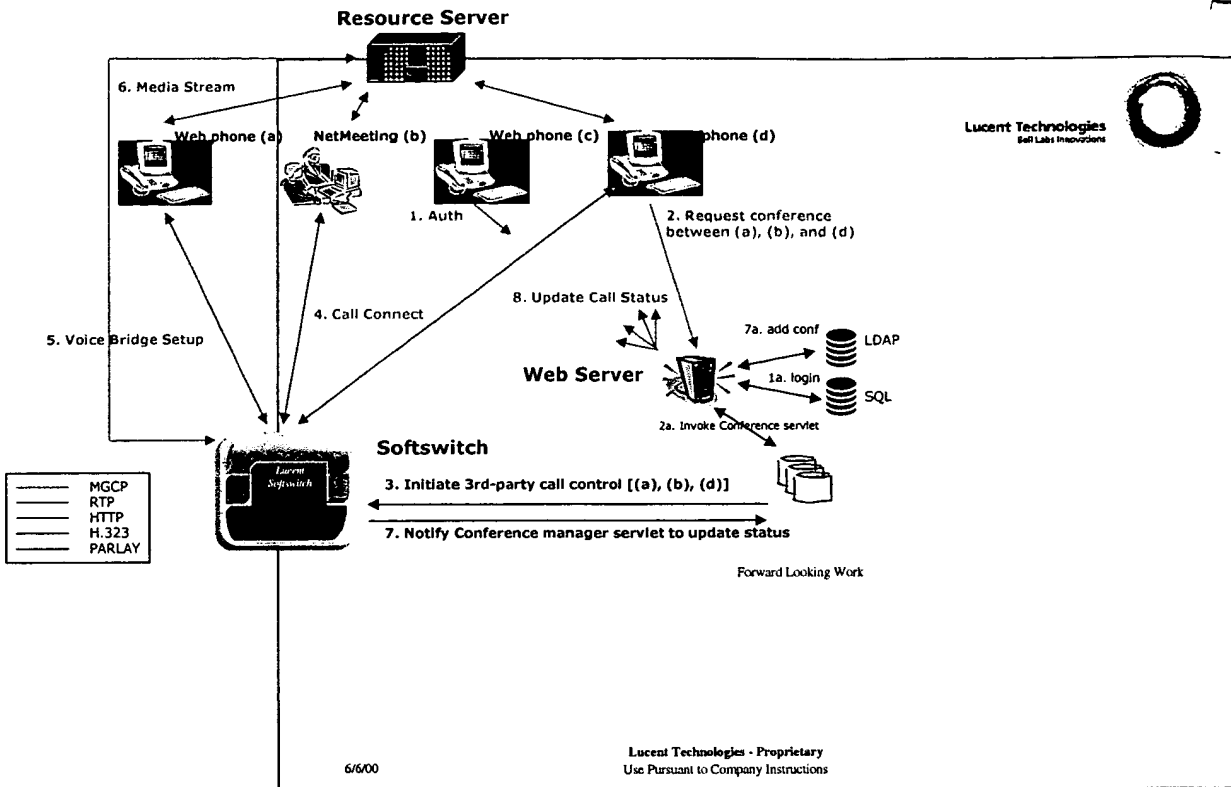 Resource Server
6. Media Stream
Web phone (a)
NetMeeting (b)
Web phone (c)
phone (d)
Lucent Technologies
Bell Labs Innovations
1. Auth
2. Request conference
between (a), (b), and (d)
8. Update Call Status
4. Call Connect
5. Voice Bridge Setup
7a. add conf
LDAP
Web Server
1a. login
SQL
2a. Invoke Conference servlet
Softswitch
Lucent
Softswitch
3. Initiate 3rd-party call control [(a), (b), (d)]
7. Notify Conference manager servlet to update status
MGCP
RTP
HTTP
H.323
PARLAY
Forward Looking Work
6/6/00
Lucent Technologies - Proprietary
Use Pursuant to Company Instructions